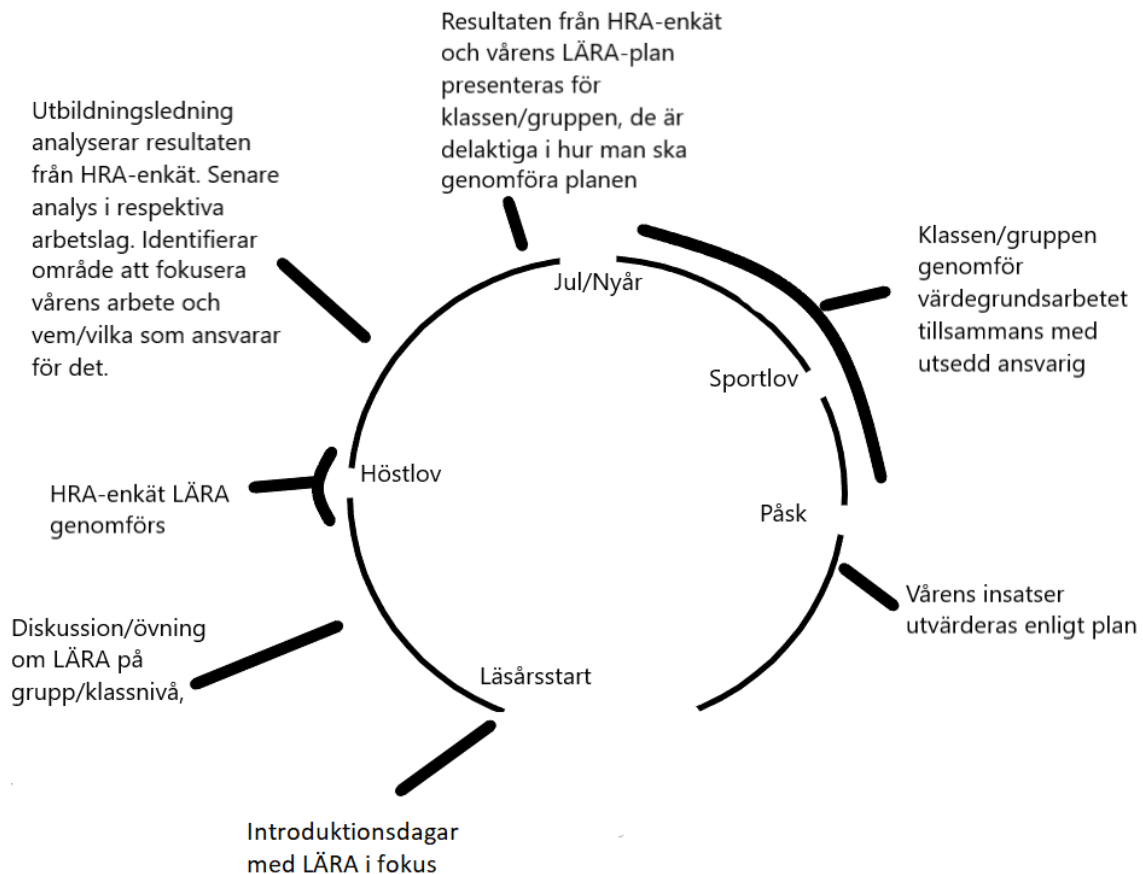 Resultaten från HRA-enkät
och vårens LÄRA-plan
presenteras för
klassen/gruppen, de är
delaktiga i hur man ska
genomföra planen
Utbildningsledning
analyserar resultaten
från HRA-enkät. Senare
analys i respektiva
arbetslag. Identifierar
område att fokusera
vårens arbete och
vem/vilka som ansvarar
för det.
Klassen/gruppen
genomför
värdegrundsarbetet
tillsammans med
utsedd ansvarig
Jul/Nyår
Sportlov
Höstlov
HRA-enkät LÄRA
genomförs
Påsk
Vårens insatser
utvärderas enligt plan
Diskussion/övning
om LÄRA på
grupp/klassnivå,
Läsårsstart
Introduktionsdagar
med LÄRA i fokus